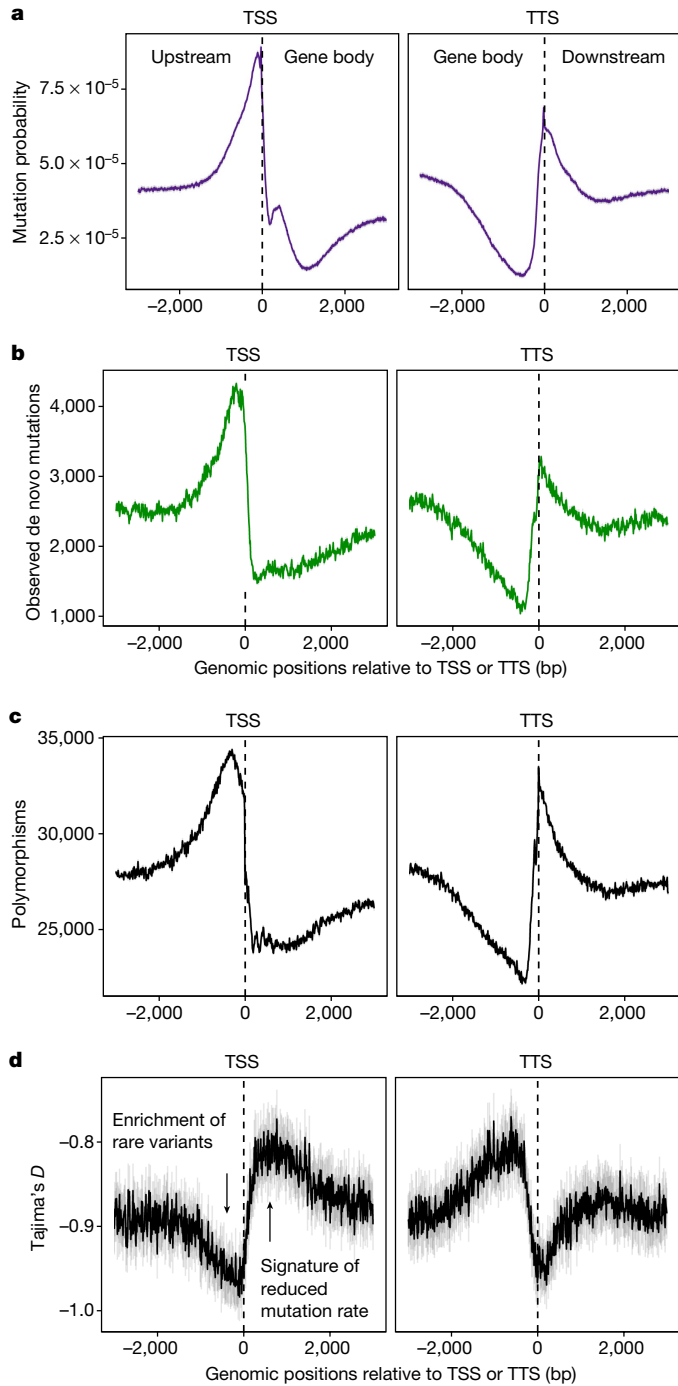 a
TSS
TTS
Upstream
Gene body
Gene body
Downstream
Mutation probability
7.5 × 10⁻⁵
5.0 × 10⁻⁵
2.5 × 10⁻⁵
−2,000
0
2,000
−2,000
0
2,000
b
TSS
TTS
Observed de novo mutations
4,000
3,000
2,000
1,000
−2,000
0
2,000
−2,000
0
2,000
Genomic positions relative to TSS or TTS (bp)
c
TSS
TTS
Polymorphisms
35,000
30,000
25,000
−2,000
0
2,000
−2,000
0
2,000
d
TSS
TTS
Tajima's D
−0.8
−0.9
−1.0
Enrichment of
rare variants
Signature of
reduced
mutation rate
−2,000
0
2,000
−2,000
0
2,000
Genomic positions relative to TSS or TTS (bp)